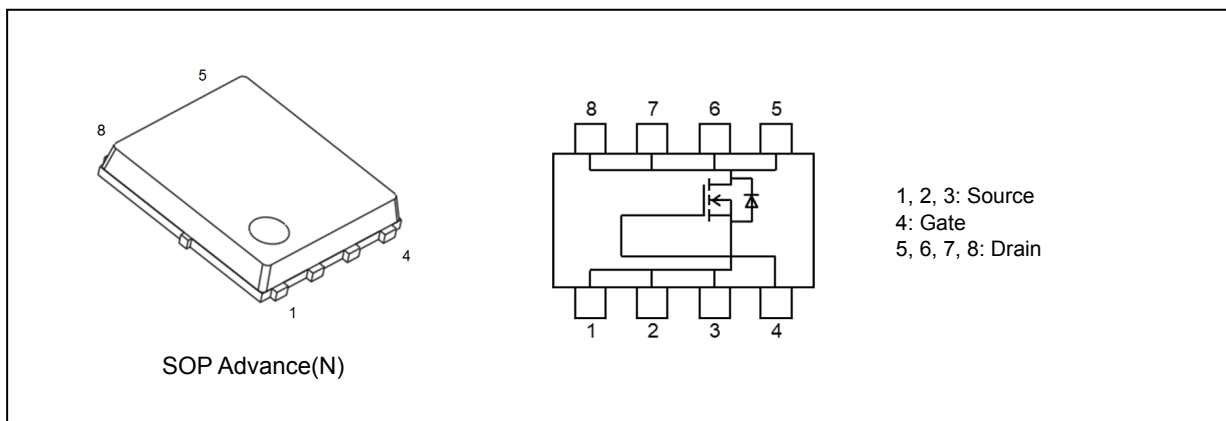 5
8
4
1
SOP Advance(N)
8 7 6 5
1 2 3 4
1, 2, 3: Source
4: Gate
5, 6, 7, 8: Drain